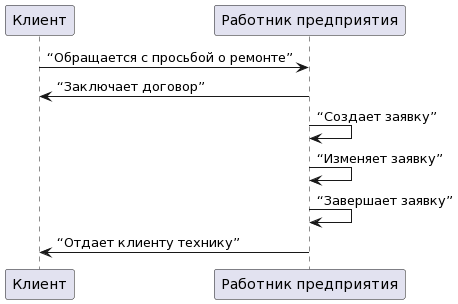 Клиент
Работник предприятия
“Обращается с просьбой о ремонте”
“Заключает договор”
“Создает заявку”
“Изменяет заявку”
“Завершает заявку”
“Отдает клиенту технику”
Клиент
Работник предприятия